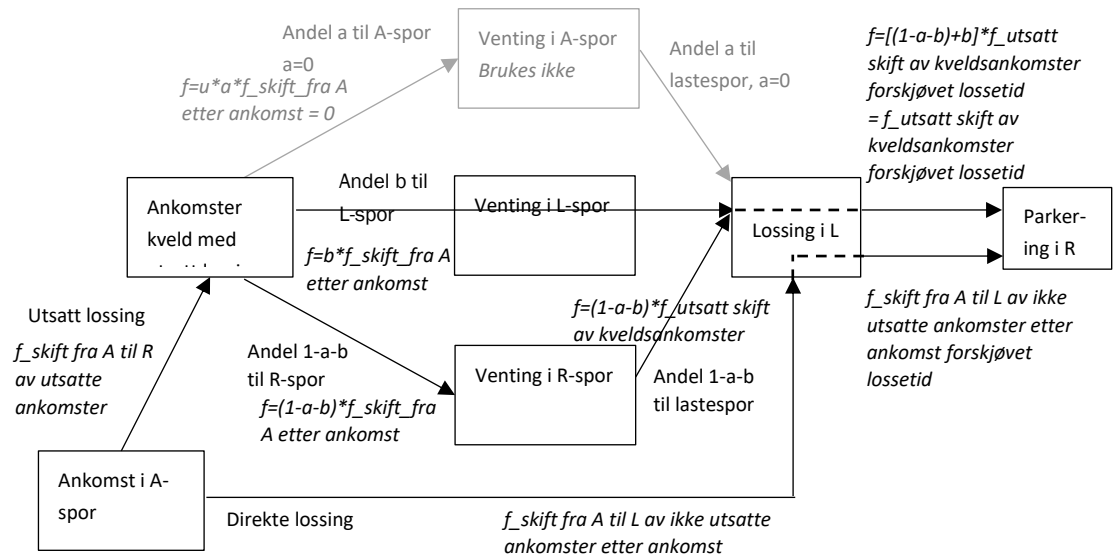 Andel a til A-spor
a=0
f=u*a*f_skift_fra A
etter ankomst = 0
Venting i A-spor
Brukes ikke
Andel a til
lastespor, a=0
f=[(1-a-b)+b]*f_utsatt
skift av kveldsankomster
forskjøvet lossetid
= f_utsatt skift av
kveldsankomster
forskjøvet lossetid
Ankomster
kveld med
Andel b til
L-spor
f=b*f_skift_fra A
etter ankomst
Venting i L-spor
Lossing i L
Parker-
ing i R
Utsatt lossing
f_skift fra A til R
av utsatte
ankomster
Andel 1-a-b
til R-spor
f=(1-a-b)*f_skift_fra
A etter ankomst
Venting i R-spor
f=(1-a-b)*f_utsatt skift
av kveldsankomster
Andel 1-a-b
til lastespor
f_skift fra A til L av ikke
utsatte ankomster etter
ankomst forskjøvet
lossetid
Ankomst i A-
spor
Direkte lossing
f_skift fra A til L av ikke utsatte
ankomster etter ankomst